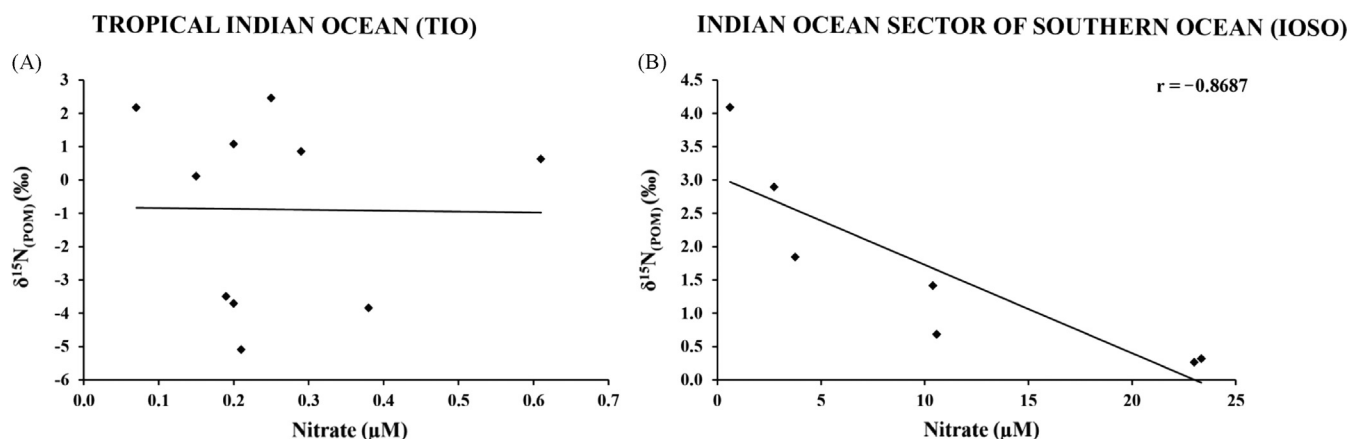 TROPICAL INDIAN OCEAN (TIO)
INDIAN OCEAN SECTOR OF SOUTHERN OCEAN (IOSO)
(A)
3
2
1
0
-1
-2
-3
-4
-5
-6
δ¹⁵N(POM) (‰)
0.0 0.1 0.2 0.3 0.4 0.5 0.6 0.7
Nitrate (µM)
(B)
r = −0.8687
4.5
4.0
3.5
3.0
2.5
2.0
1.5
1.0
0.5
0.0
δ¹⁵N(POM) (‰)
0 5 10 15 20 25
Nitrate (µM)